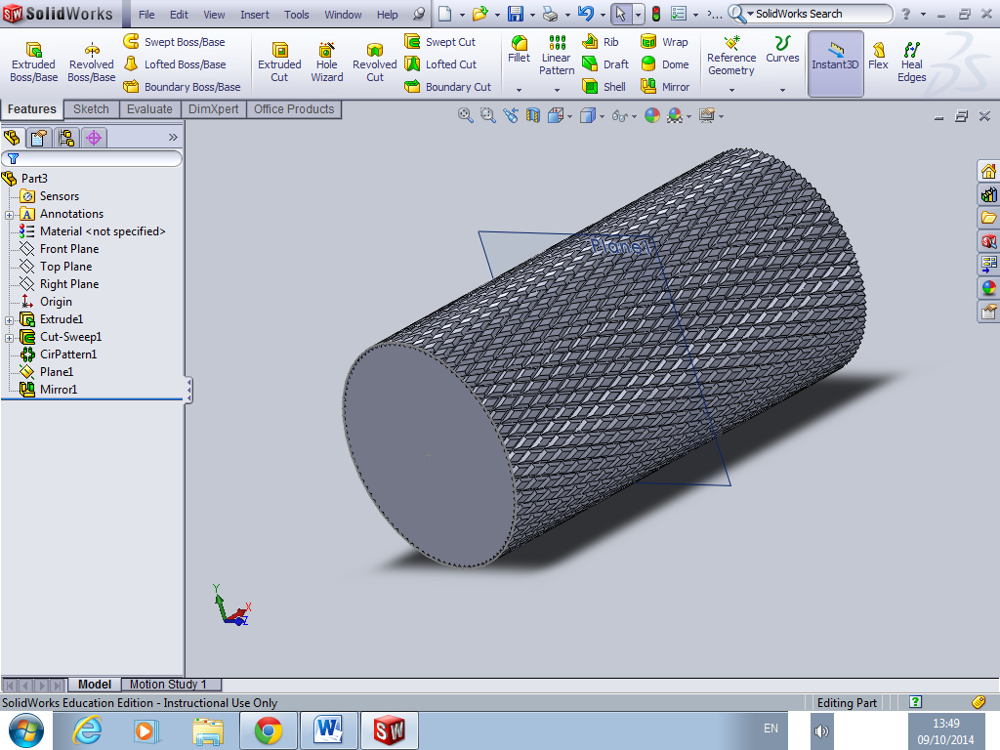 SolidWorks File Edit View Insert Tools Window Help SolidWorks Search ?
Extruded Boss/Base
Revolved Boss/Base
Swept Boss/Base
Lofted Boss/Base
Boundary Boss/Base
Extruded Cut
Hole Wizard
Revolved Cut
Swept Cut
Lofted Cut
Boundary Cut
Fillet
Linear Pattern
Rib
Draft
Shell
Wrap
Dome
Mirror
Reference Geometry
Curves
Instant3D
Flex
Heal Edges
Features Sketch Evaluate DimXpert Office Products
Part3
Sensors
A Annotations
Material <not specified>
Front Plane
Top Plane
Right Plane
Origin
Extrude1
Cut-Sweep1
CirPattern1
Plane1
Mirror1
Plane1
Y
X
Z
Model Motion Study 1
SolidWorks Education Edition - Instructional Use Only Editing Part ?
W SW EN 13:49
09/10/2014